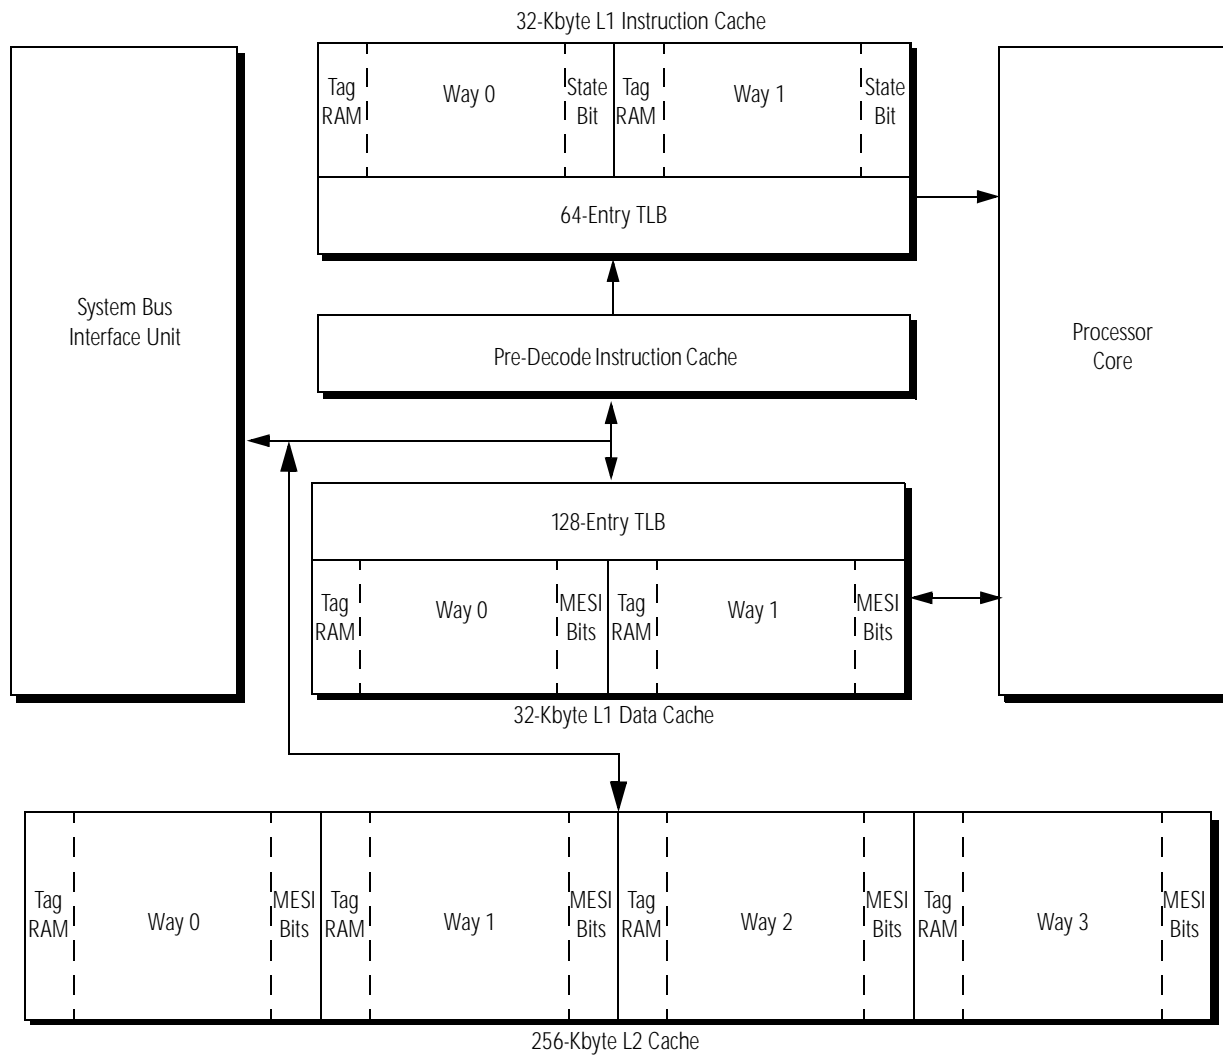 32-Kbyte L1 Instruction Cache
Tag
RAM
Way 0
State
Bit
Tag
RAM
Way 1
State
Bit
64-Entry TLB
System Bus
Interface Unit
Pre-Decode Instruction Cache
Processor
Core
128-Entry TLB
Tag
RAM
Way 0
MESI
Bits
Tag
RAM
Way 1
MESI
Bits
32-Kbyte L1 Data Cache
Tag
RAM
Way 0
MESI
Bits
Tag
RAM
Way 1
MESI
Bits
Tag
RAM
Way 2
MESI
Bits
Tag
RAM
Way 3
MESI
Bits
256-Kbyte L2 Cache